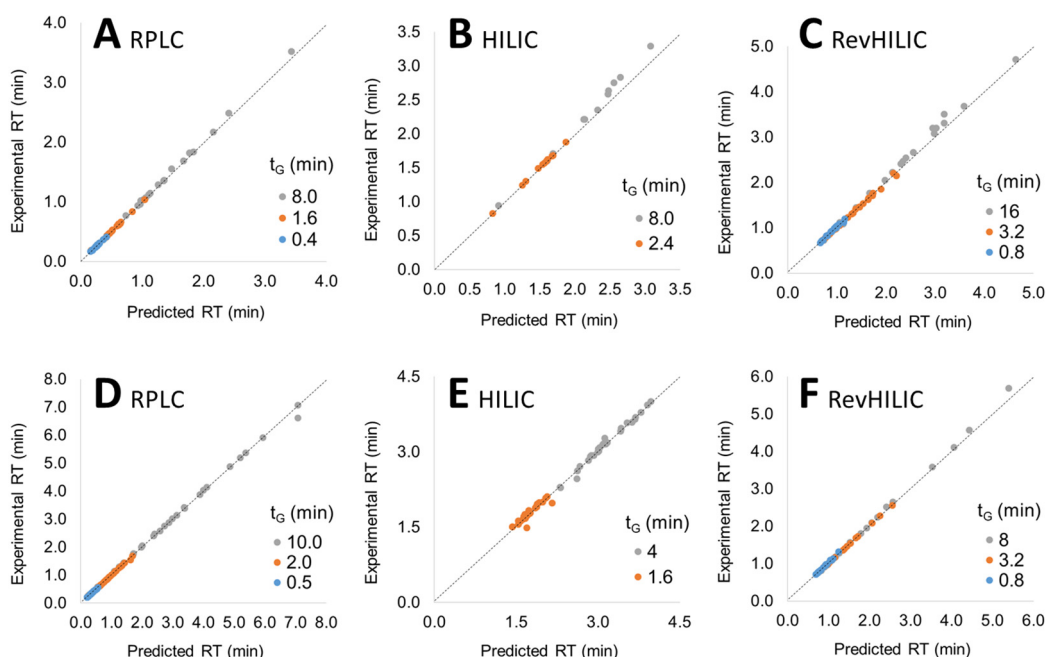 A RPLC
Experimental RT (min)
4.0
3.0
2.0
1.0
0.0
0.0 1.0 2.0 3.0 4.0
Predicted RT (min)
tG (min)
8.0
1.6
0.4
B HILIC
Experimental RT (min)
3.5
3.0
2.5
2.0
1.5
1.0
0.5
0.0
0.0 0.5 1.0 1.5 2.0 2.5 3.0 3.5
Predicted RT (min)
tG (min)
8.0
2.4
C RevHILIC
Experimental RT (min)
5.0
4.0
3.0
2.0
1.0
0.0
0.0 1.0 2.0 3.0 4.0 5.0
Predicted RT (min)
tG (min)
16
3.2
0.8
D RPLC
Experimental RT (min)
8.0
7.0
6.0
5.0
4.0
3.0
2.0
1.0
0.0
0.0 1.0 2.0 3.0 4.0 5.0 6.0 7.0 8.0
Predicted RT (min)
tG (min)
10.0
2.0
0.5
E HILIC
Experimental RT (min)
4.5
3.0
1.5
0.0
0.0 1.5 3.0 4.5
Predicted RT (min)
tG (min)
4
1.6
F RevHILIC
Experimental RT (min)
6.0
5.0
4.0
3.0
2.0
1.0
0.0
0.0 1.0 2.0 3.0 4.0 5.0 6.0
Predicted RT (min)
tG (min)
8
3.2
0.8